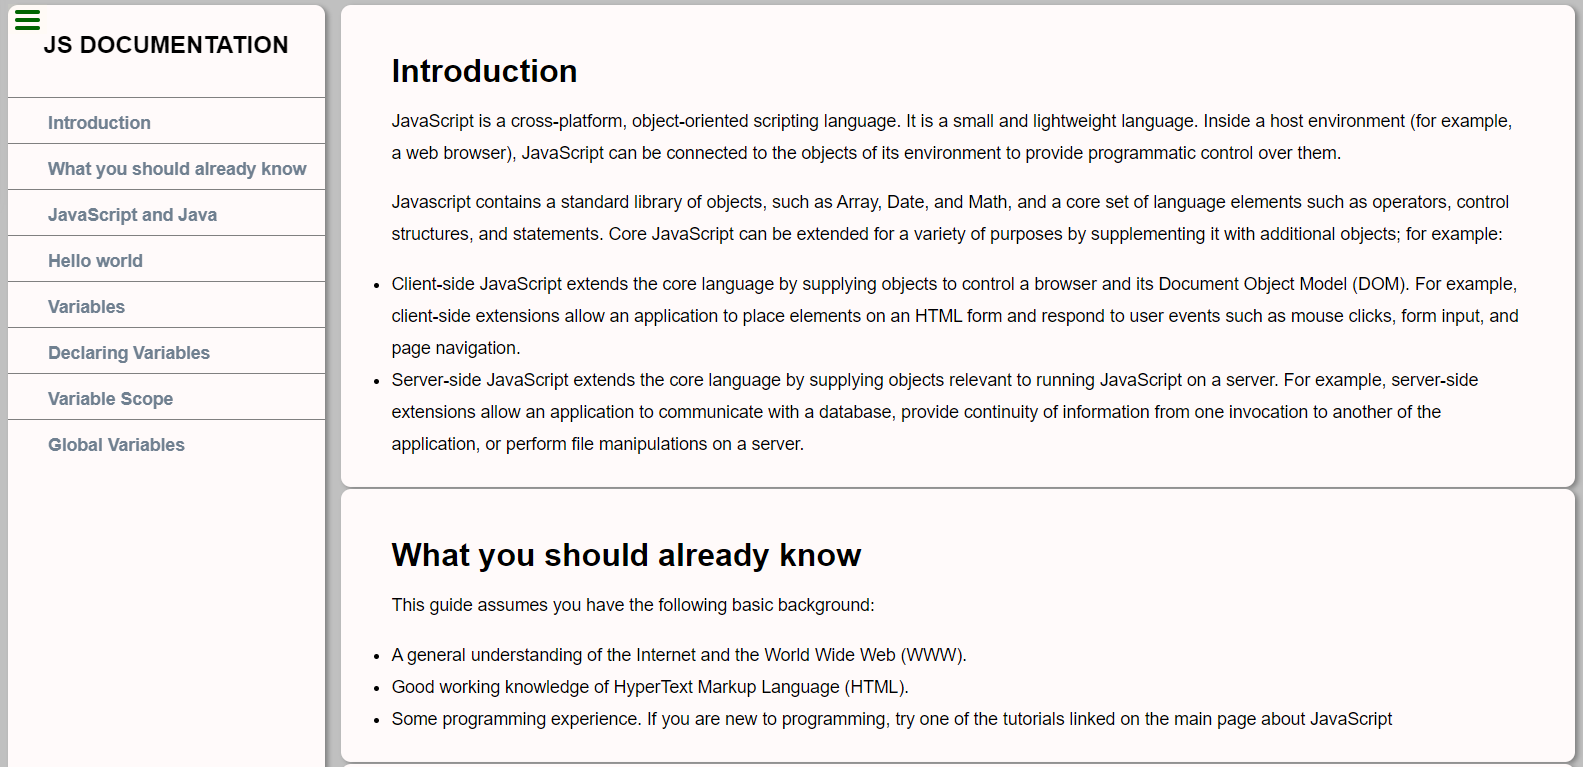 JS DOCUMENTATION
Introduction
What you should already know
JavaScript and Java
Hello world
Variables
Declaring Variables
Variable Scope
Global Variables
Introduction
JavaScript is a cross-platform, object-oriented scripting language. It is a small and lightweight language. Inside a host environment (for example,
a web browser), JavaScript can be connected to the objects of its environment to provide programmatic control over them.
Javascript contains a standard library of objects, such as Array, Date, and Math, and a core set of language elements such as operators, control
structures, and statements. Core JavaScript can be extended for a variety of purposes by supplementing it with additional objects; for example:
• Client-side JavaScript extends the core language by supplying objects to control a browser and its Document Object Model (DOM). For example,
client-side extensions allow an application to place elements on an HTML form and respond to user events such as mouse clicks, form input, and
page navigation.
• Server-side JavaScript extends the core language by supplying objects relevant to running JavaScript on a server. For example, server-side
extensions allow an application to communicate with a database, provide continuity of information from one invocation to another of the
application, or perform file manipulations on a server.
What you should already know
This guide assumes you have the following basic background:
• A general understanding of the Internet and the World Wide Web (WWW).
• Good working knowledge of HyperText Markup Language (HTML).
• Some programming experience. If you are new to programming, try one of the tutorials linked on the main page about JavaScript